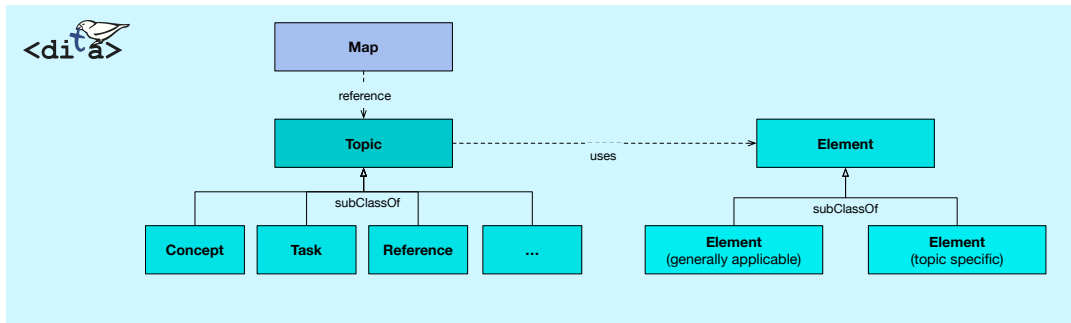 <dita>
Map
reference
Topic
Element
uses
subClassOf
subClassOf
Concept
Task
Reference
...
Element
(generally applicable)
Element
(topic specific)